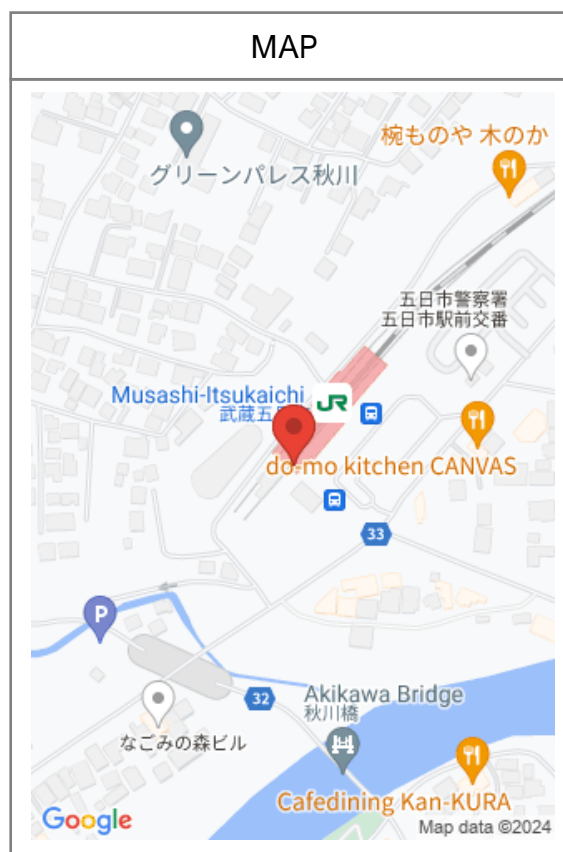 MAP
椀ものや 木のか
グリーンパレス秋川
五日市警察署
五日市駅前交番
Musashi-Itsukaichi
武蔵五
JR
do-mo kitchen CANVAS
33
P
32
Akikawa Bridge
秋川橋
なごみの森ビル
Cafedining Kan-KURA
Google
Map data ©2024